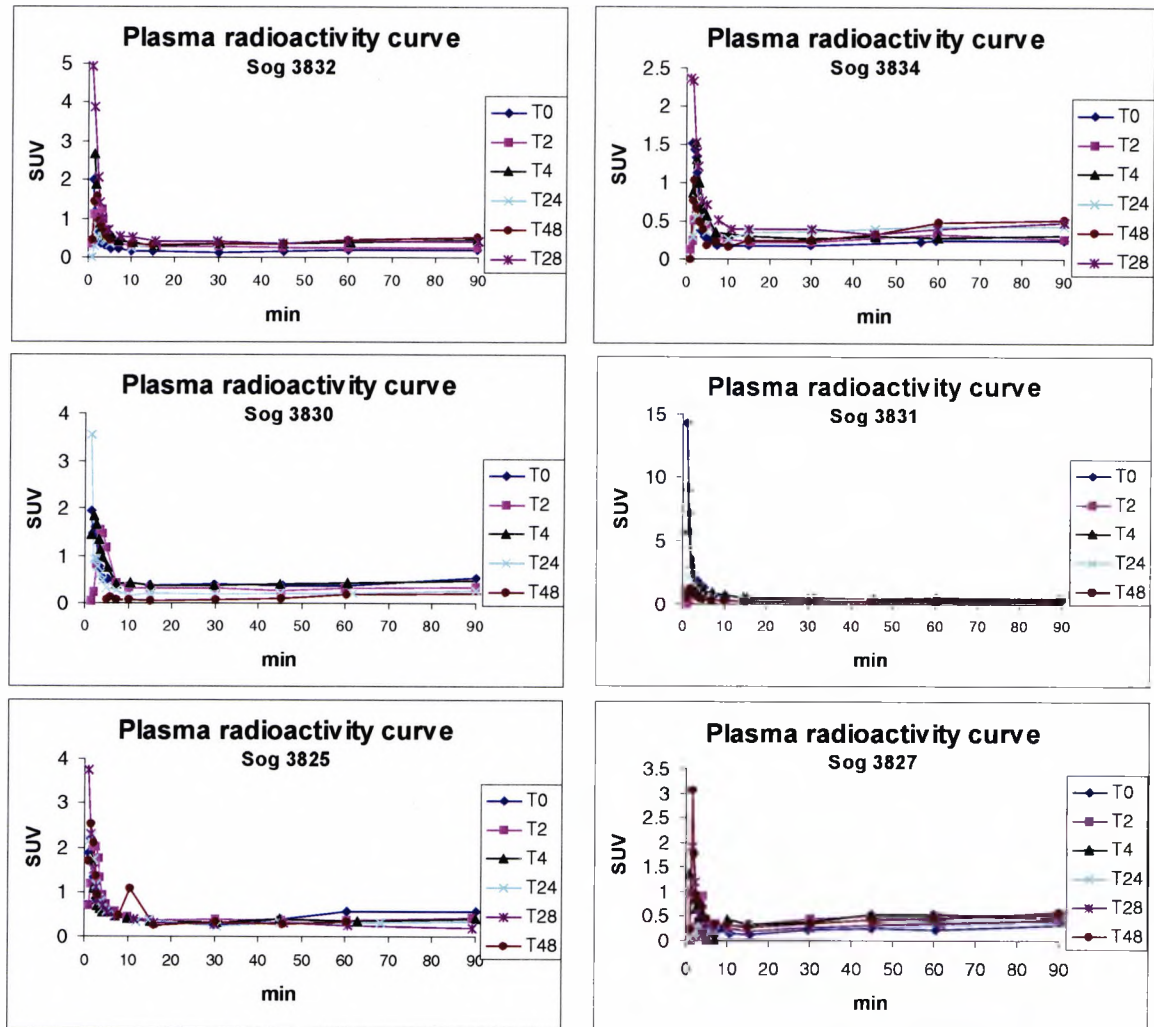 Plasma radioactivity curve
Sog 3832
SUV
5
4
3
2
1
0
0 10 20 30 40 50 60 70 80 90
min
T0
T2
T4
T24
T48
T28
Plasma radioactivity curve
Sog 3834
SUV
2.5
2
1.5
1
0.5
0
0 10 20 30 40 50 60 70 80 90
min
T0
T2
T4
T24
T48
T28
Plasma radioactivity curve
Sog 3830
SUV
4
3
2
1
0
0 10 20 30 40 50 60 70 80 90
min
T0
T2
T4
T24
T48
Plasma radioactivity curve
Sog 3831
SUV
15
10
5
0
0 10 20 30 40 50 60 70 80 90
min
T0
T2
T4
T24
T48
Plasma radioactivity curve
Sog 3825
SUV
4
3
2
1
0
0 10 20 30 40 50 60 70 80 90
min
T0
T2
T4
T24
T28
T48
Plasma radioactivity curve
Sog 3827
SUV
3.5
3
2.5
2
1.5
1
0.5
0
0 10 20 30 40 50 60 70 80 90
min
T0
T2
T4
T24
T28
T48